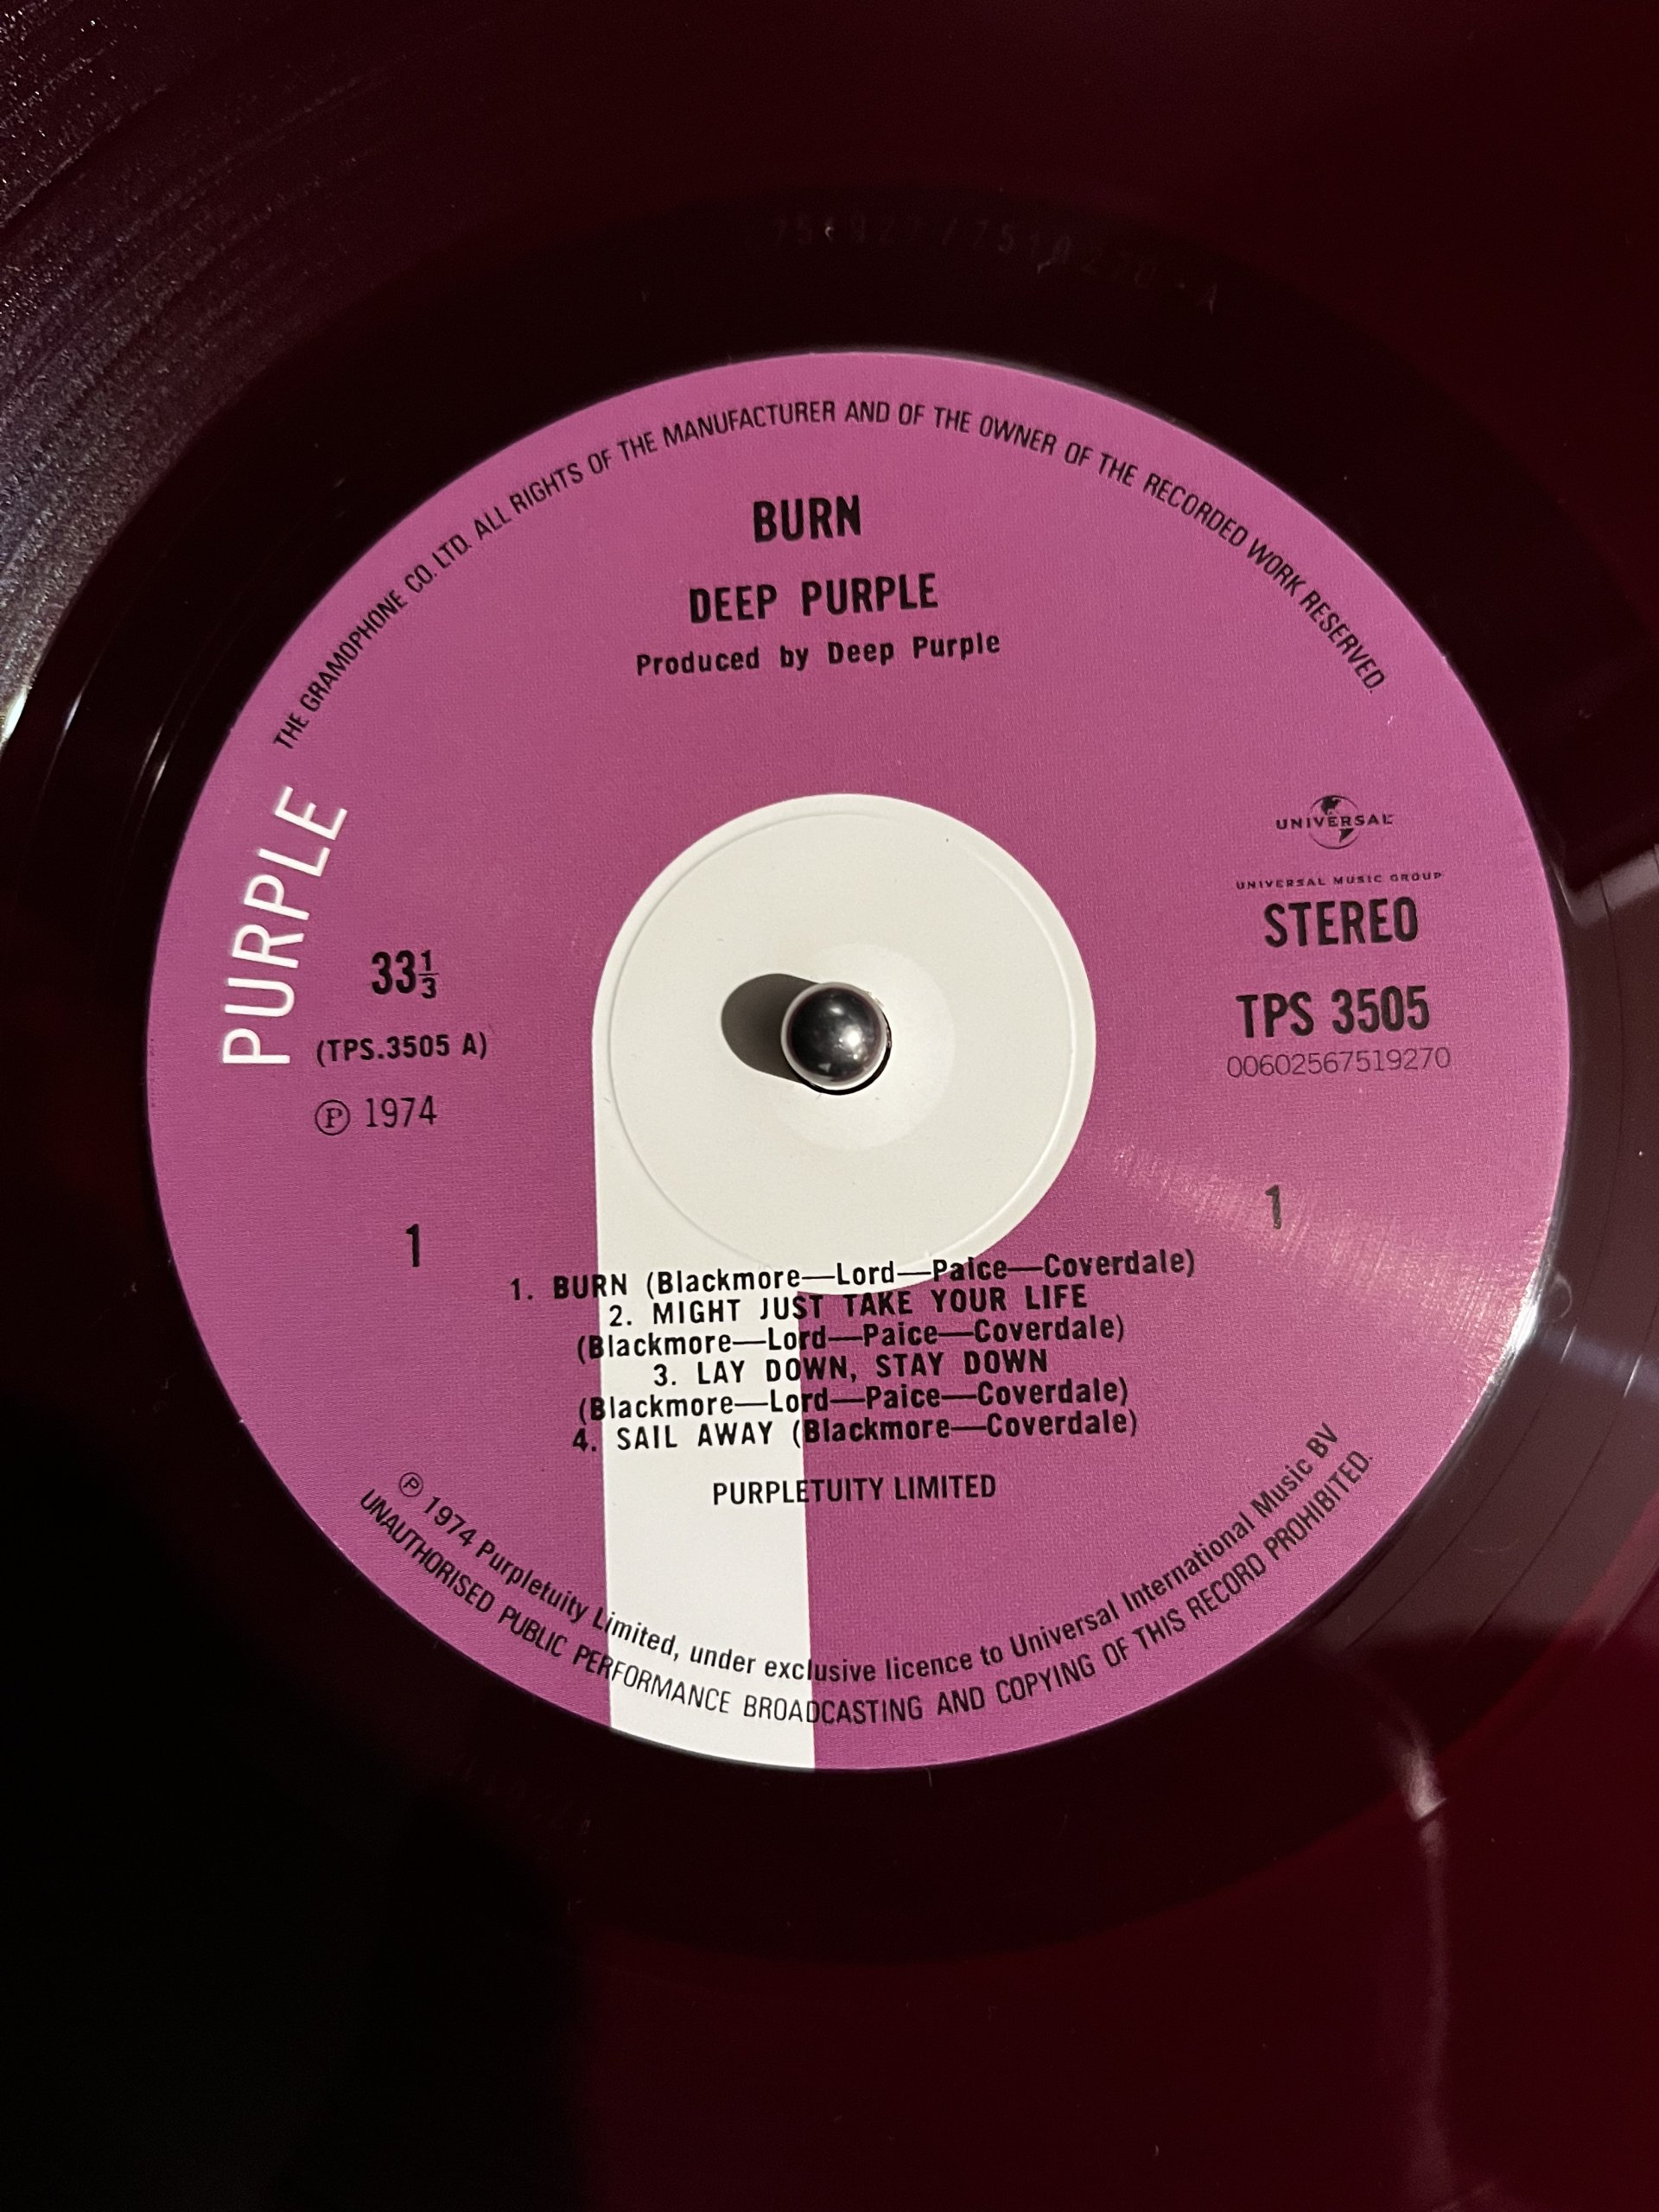 THE GRAMOPHONE CO. LTD. ALL RIGHTS OF THE MANUFACTURER AND OF THE OWNER OF THE RECORDED WORK RESERVED.
BURN
DEEP PURPLE
Produced by Deep Purple
PURPLE
UNIVERSAL
UNIVERSAL MUSIC GROUP
STEREO
33⅓
(TPS.3505 A)
Ⓟ 1974
TPS 3505
00602567519270
1
1
1. BURN (Blackmore—Lord—Paice—Coverdale)
2. MIGHT JUST TAKE YOUR LIFE
(Blackmore—Lord—Paice—Coverdale)
3. LAY DOWN, STAY DOWN
(Blackmore—Lord—Paice—Coverdale)
4. SAIL AWAY (Blackmore—Coverdale)
PURPLETUITY LIMITED
Ⓟ 1974 Purpletuity Limited, under exclusive licence to Universal International Music BV
UNAUTHORISED PUBLIC PERFORMANCE BROADCASTING AND COPYING OF THIS RECORD PROHIBITED.